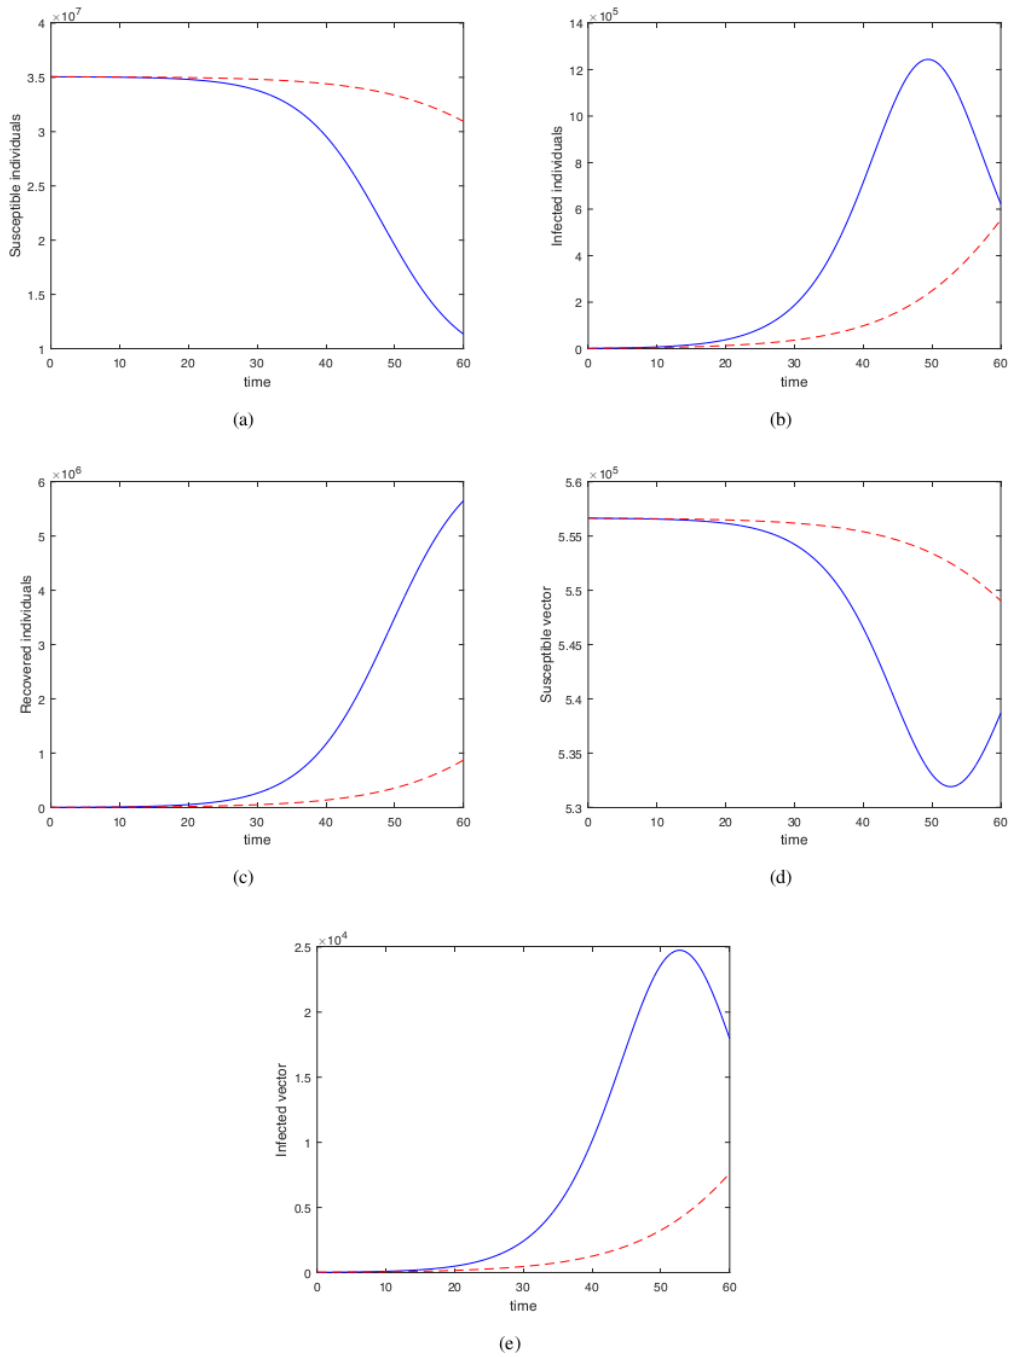 ×10^7
4
3.5
3
2.5
2
1.5
1
0 10 20 30 40 50 60
time
Susceptible individuals
(a)
×10^5
14
12
10
8
6
4
2
0
0 10 20 30 40 50 60
time
Infected individuals
(b)
×10^6
6
5
4
3
2
1
0
0 10 20 30 40 50 60
time
Recovered individuals
(c)
×10^5
5.6
5.55
5.5
5.45
5.4
5.35
5.3
0 10 20 30 40 50 60
time
Susceptible vector
(d)
×10^4
2.5
2
1.5
1
0.5
0
0 10 20 30 40 50 60
time
Infected vector
(e)